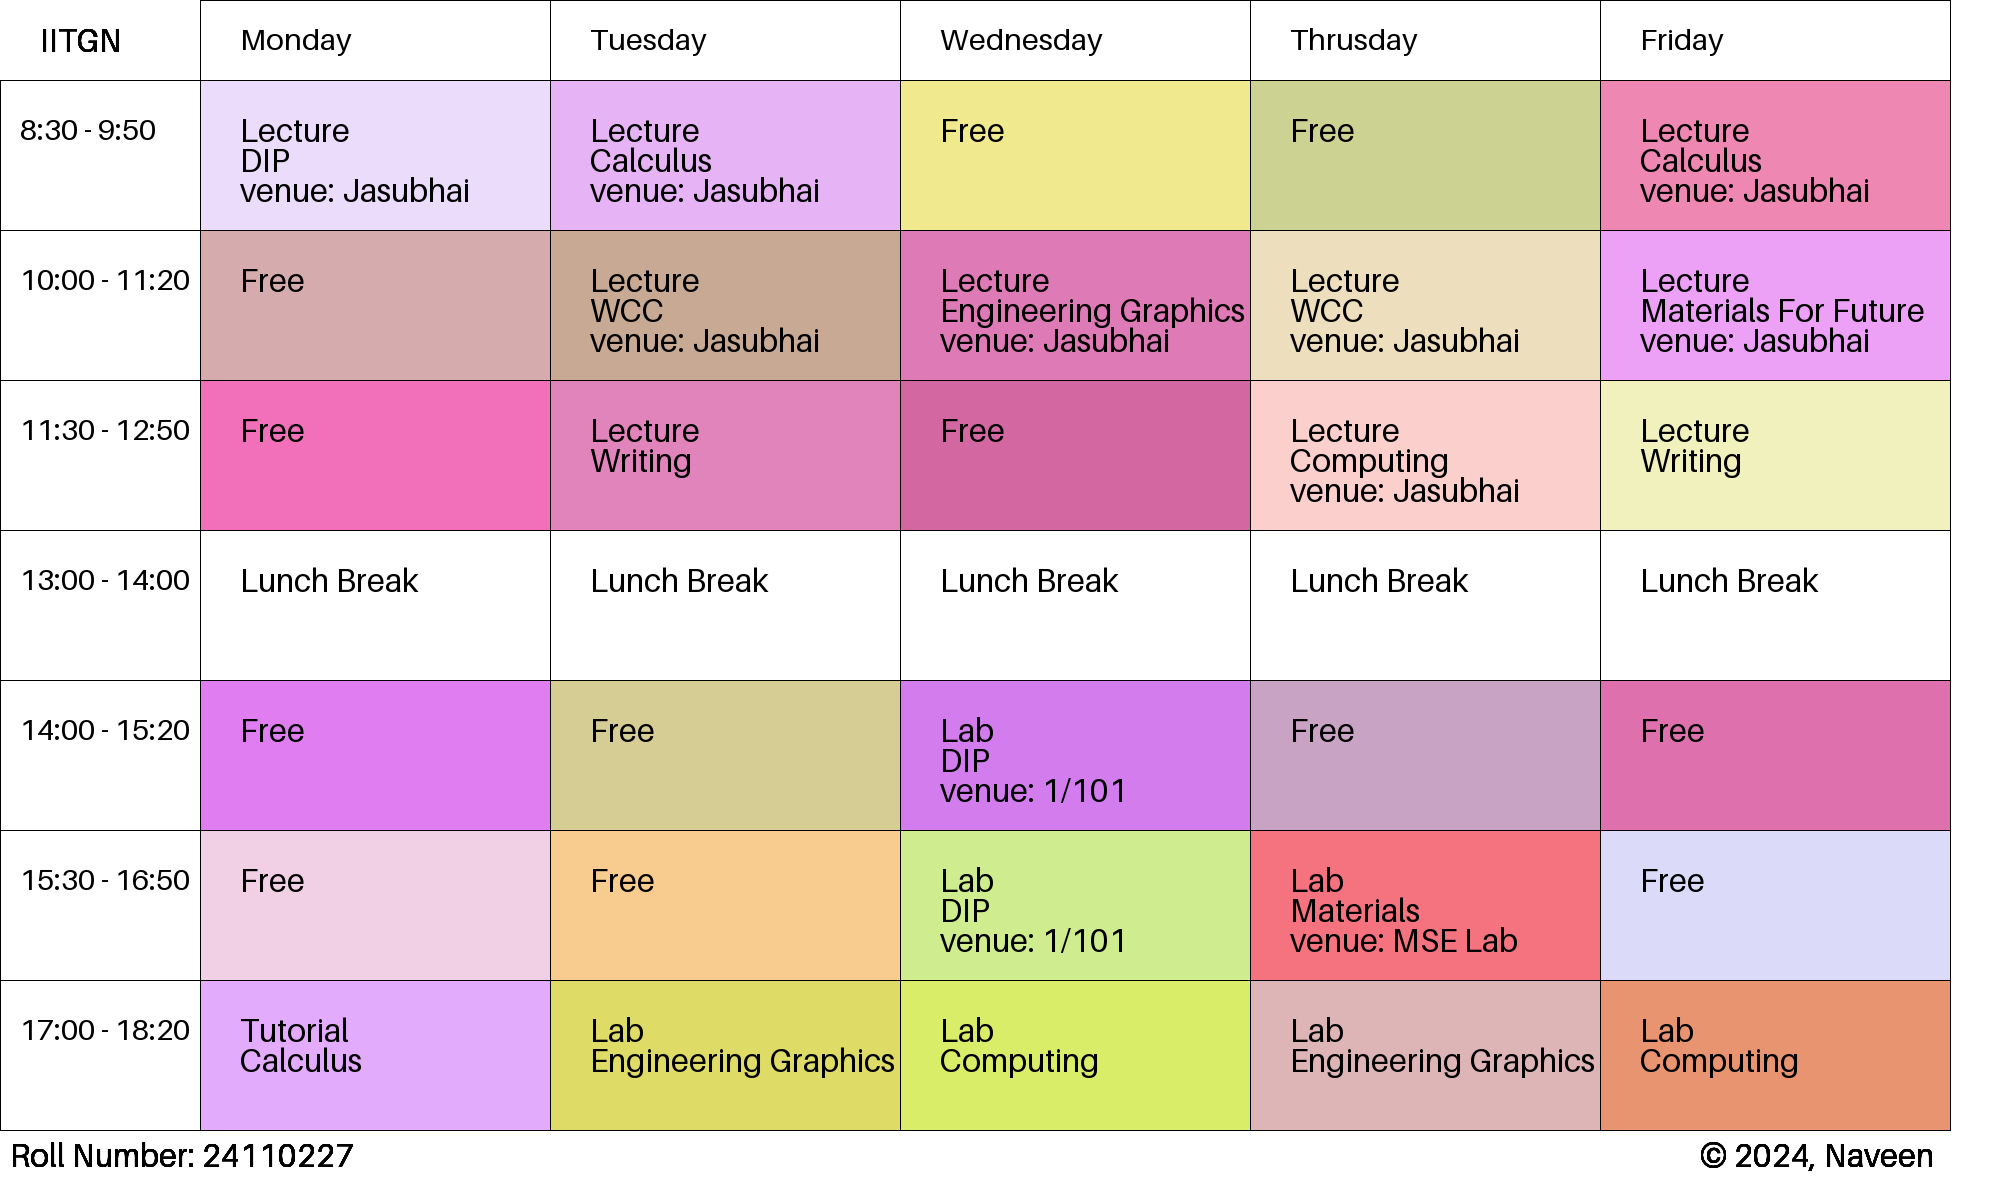 IITGN
Monday
Tuesday
Wednesday
Thrusday
Friday
8:30 - 9:50
Lecture
DIP
venue: Jasubhai
Lecture
Calculus
venue: Jasubhai
Free
Free
Lecture
Calculus
venue: Jasubhai
10:00 - 11:20
Free
Lecture
WCC
venue: Jasubhai
Lecture
Engineering Graphics
venue: Jasubhai
Lecture
WCC
venue: Jasubhai
Lecture
Materials For Future
venue: Jasubhai
11:30 - 12:50
Free
Lecture
Writing
Free
Lecture
Computing
venue: Jasubhai
Lecture
Writing
13:00 - 14:00
Lunch Break
Lunch Break
Lunch Break
Lunch Break
Lunch Break
14:00 - 15:20
Free
Free
Lab
DIP
venue: 1/101
Free
Free
15:30 - 16:50
Free
Free
Lab
DIP
venue: 1/101
Lab
Materials
venue: MSE Lab
Free
17:00 - 18:20
Tutorial
Calculus
Lab
Engineering Graphics
Lab
Computing
Lab
Engineering Graphics
Lab
Computing
Roll Number: 24110227
© 2024, Naveen